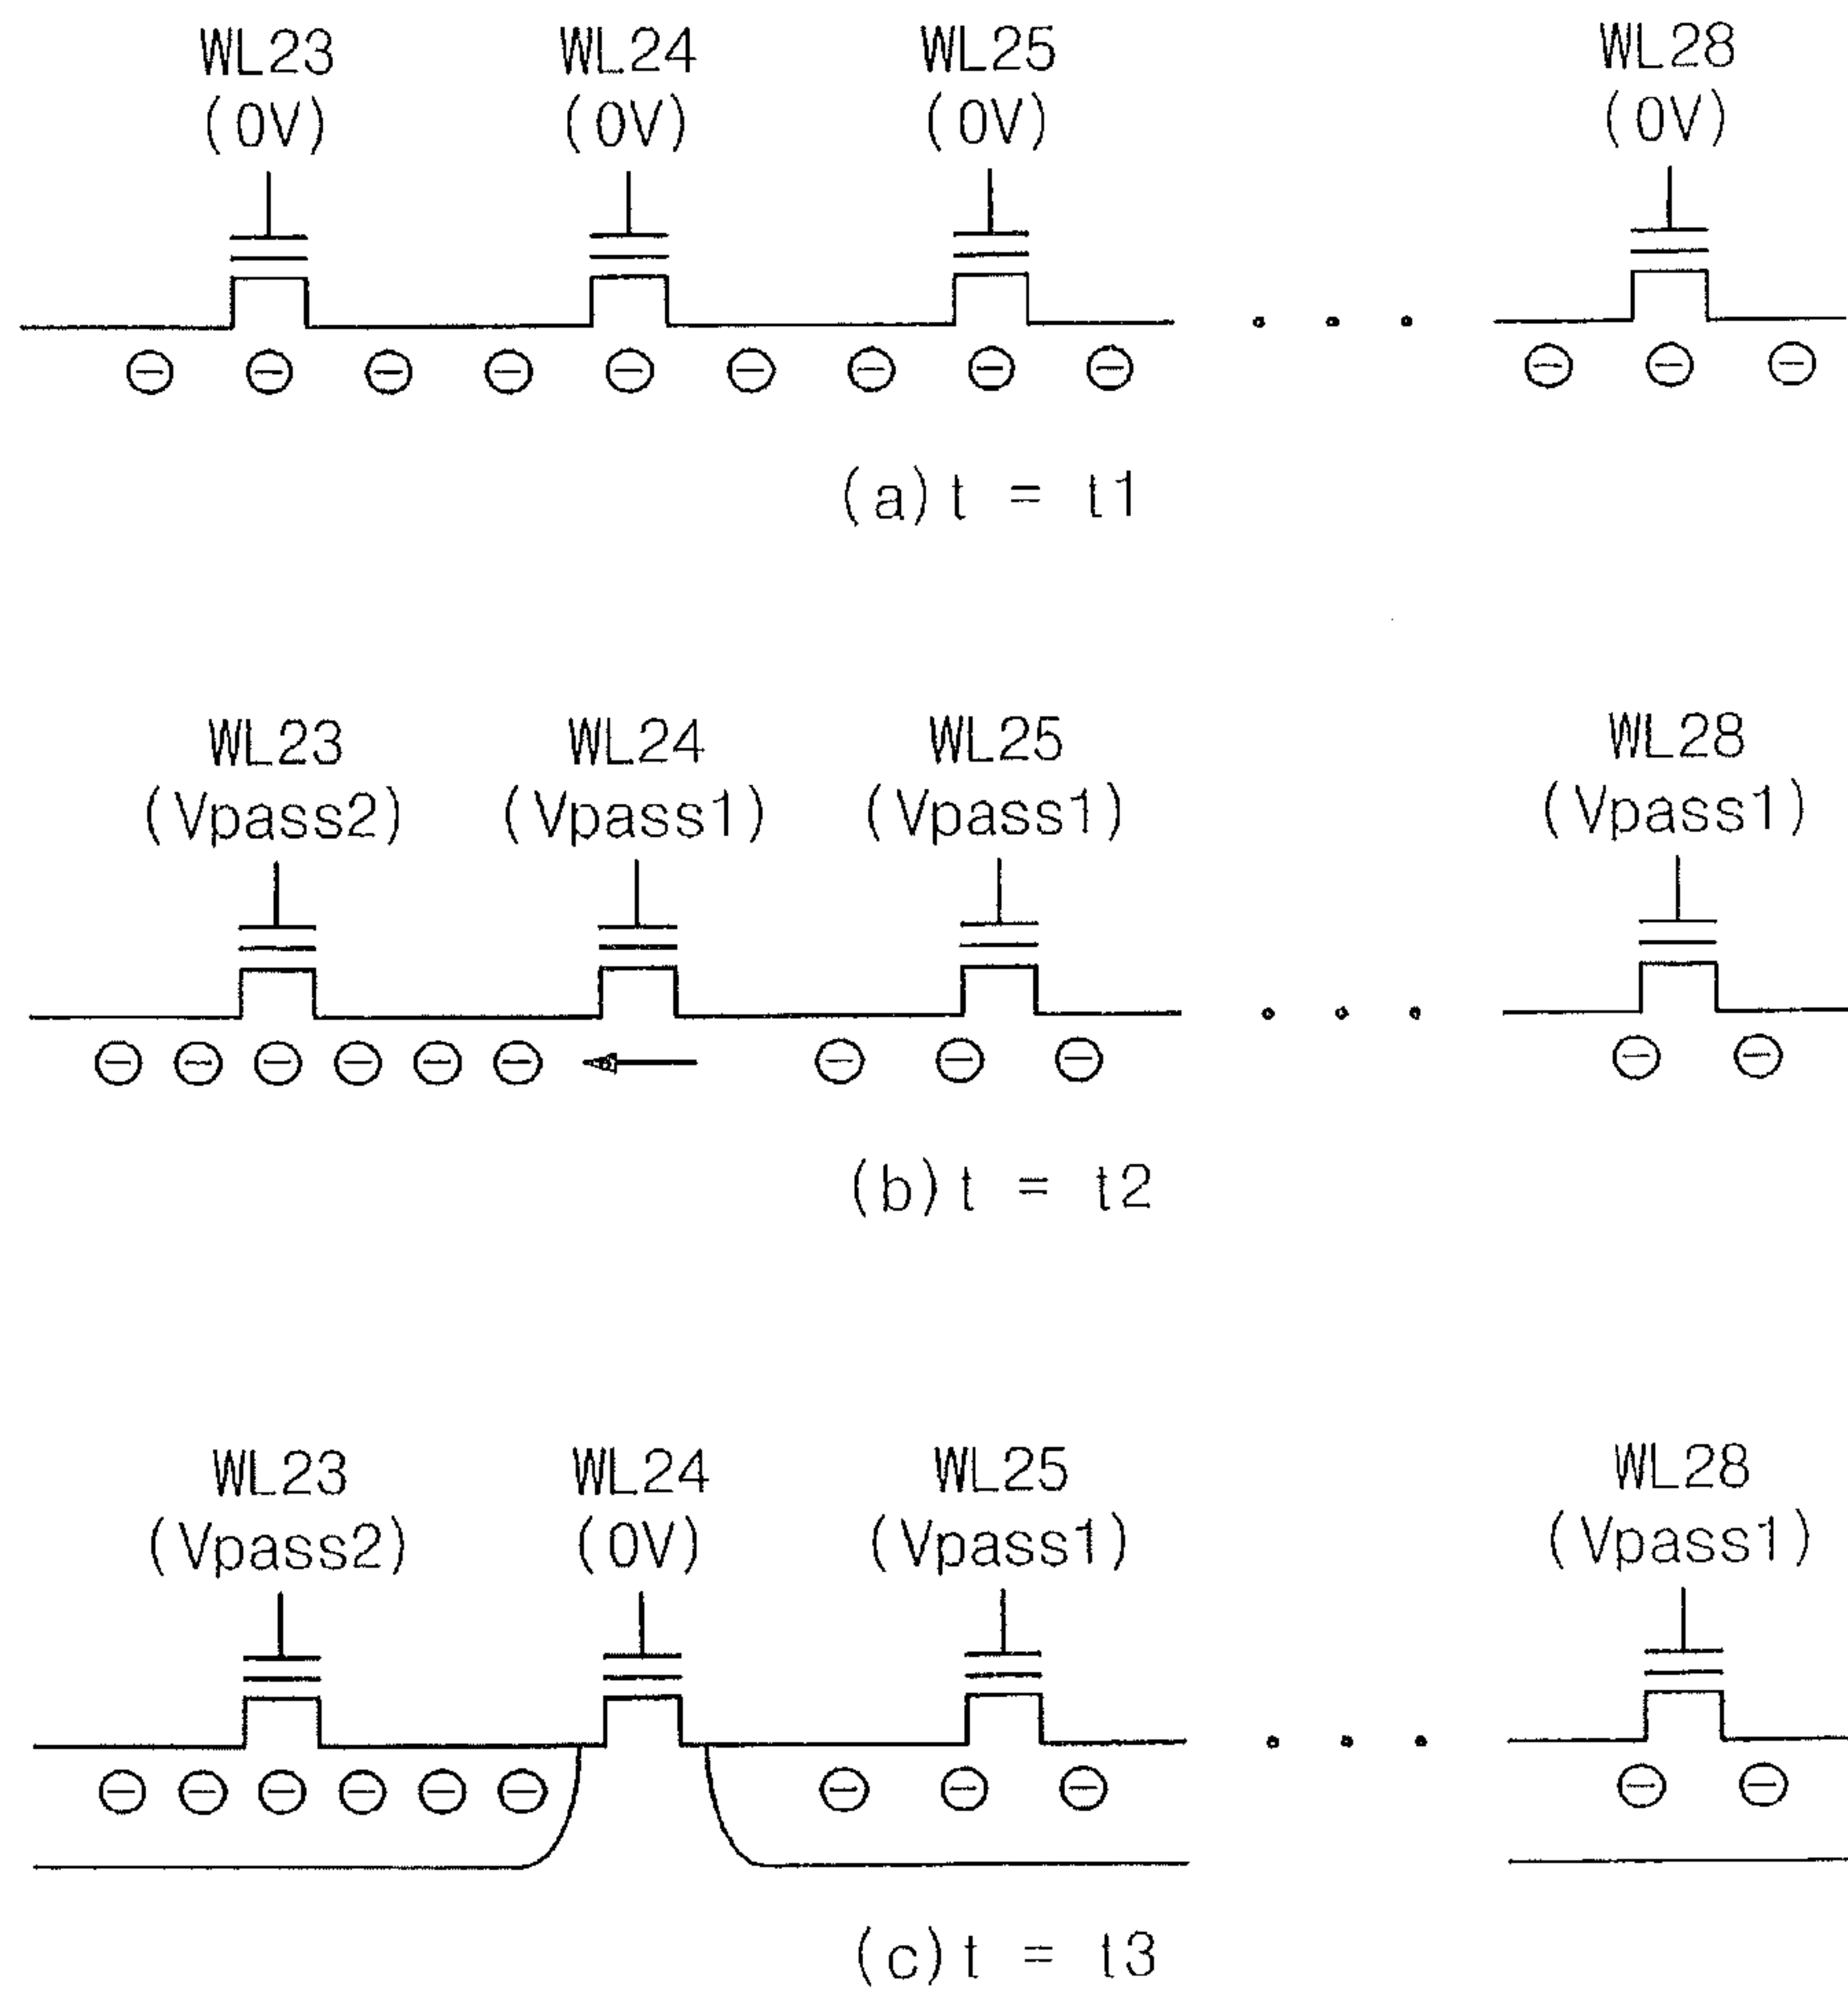 WL23 WL24 WL25 WL28
(0V) (0V) (0V) (0V)
(a) t = t1
WL23 WL24 WL25 WL28
(Vpass2) (Vpass1) (Vpass1) (Vpass1)
(b) t = t2
WL23 WL24 WL25 WL28
(Vpass2) (0V) (Vpass1) (Vpass1)
(c) t = t3